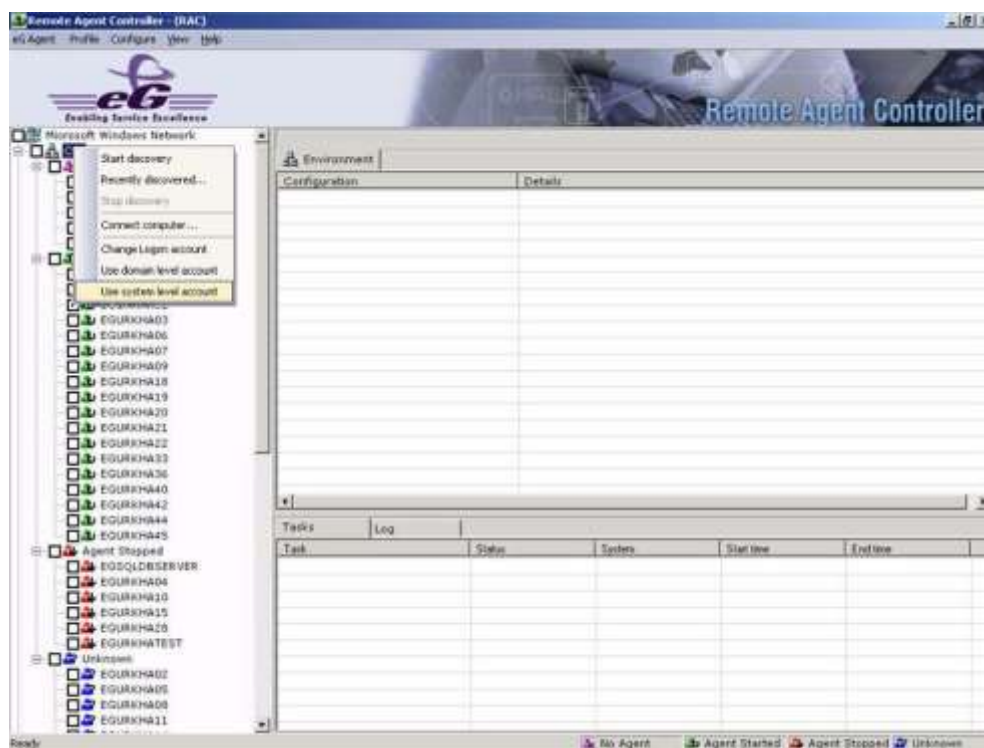 Remote Agent Controller - (RAC)
eG Agent Profile Configure View Help
eG
Enabling Service Excellence
Remote Agent Controller
Microsoft Windows Network
Start discovery
Recently discovered...
Stop discovery
Connect computer ...
Change Logon account
Use domain level account
Use system level account
EGURKHA03
EGURKHA06
EGURKHA07
EGURKHA09
EGURKHA18
EGURKHA19
EGURKHA20
EGURKHA21
EGURKHA22
EGURKHA33
EGURKHA36
EGURKHA40
EGURKHA42
EGURKHA44
EGURKHA45
Agent Stopped
EGSQLDBSERVER
EGURKHA04
EGURKHA10
EGURKHA15
EGURKHA28
EGURKHATEST
Unknown
EGURKHA02
EGURKHA05
EGURKHA08
EGURKHA11
Environment
Configuration Details
Tasks Log
Task Status System Start time End time
Ready
No Agent Agent Started Agent Stopped Unknown